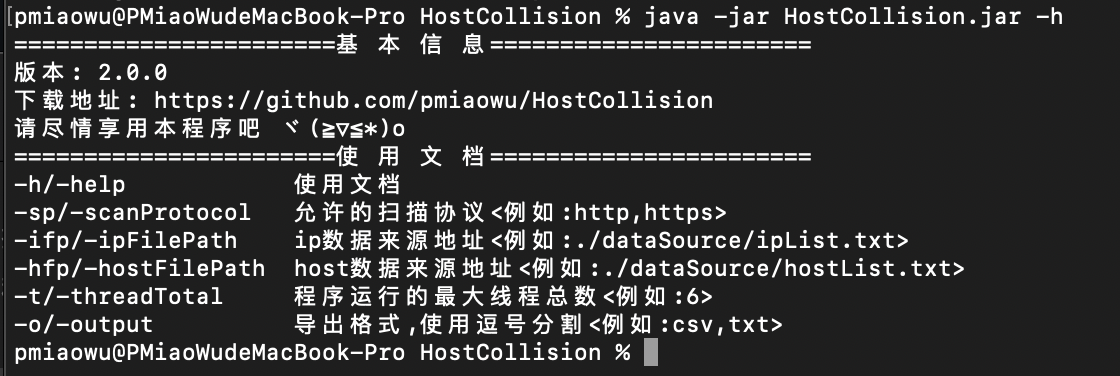 pmiaowu@PMiaoWudeMacBook-Pro HostCollision % java -jar HostCollision.jar -h
=======================基 本 信 息=======================
版本: 2.0.0
下载地址: https://github.com/pmiaowu/HostCollision
请尽情享用本程序吧 ヾ(≧▽≦*)o
=======================使 用 文 档=======================
-h/-help            使用文档
-sp/-scanProtocol   允许的扫描协议<例如:http,https>
-ifp/-ipFilePath    ip数据来源地址<例如:./dataSource/ipList.txt>
-hfp/-hostFilePath  host数据来源地址<例如:./dataSource/hostList.txt>
-t/-threadTotal     程序运行的最大线程总数<例如:6>
-o/-output          导出格式,使用逗号分割<例如:csv,txt>
pmiaowu@PMiaoWudeMacBook-Pro HostCollision %